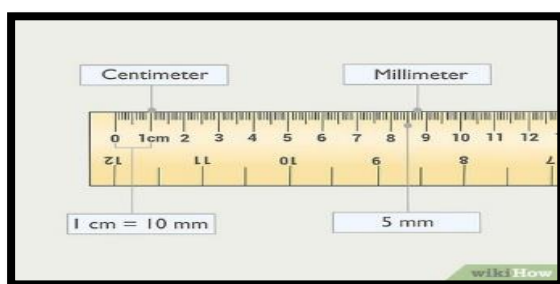 Centimeter Millimeter
0 1cm 2 3 4 5 6 7 8 9 10 11 12
12 11 10 9 8 7
1 cm = 10 mm 5 mm
wikiHow